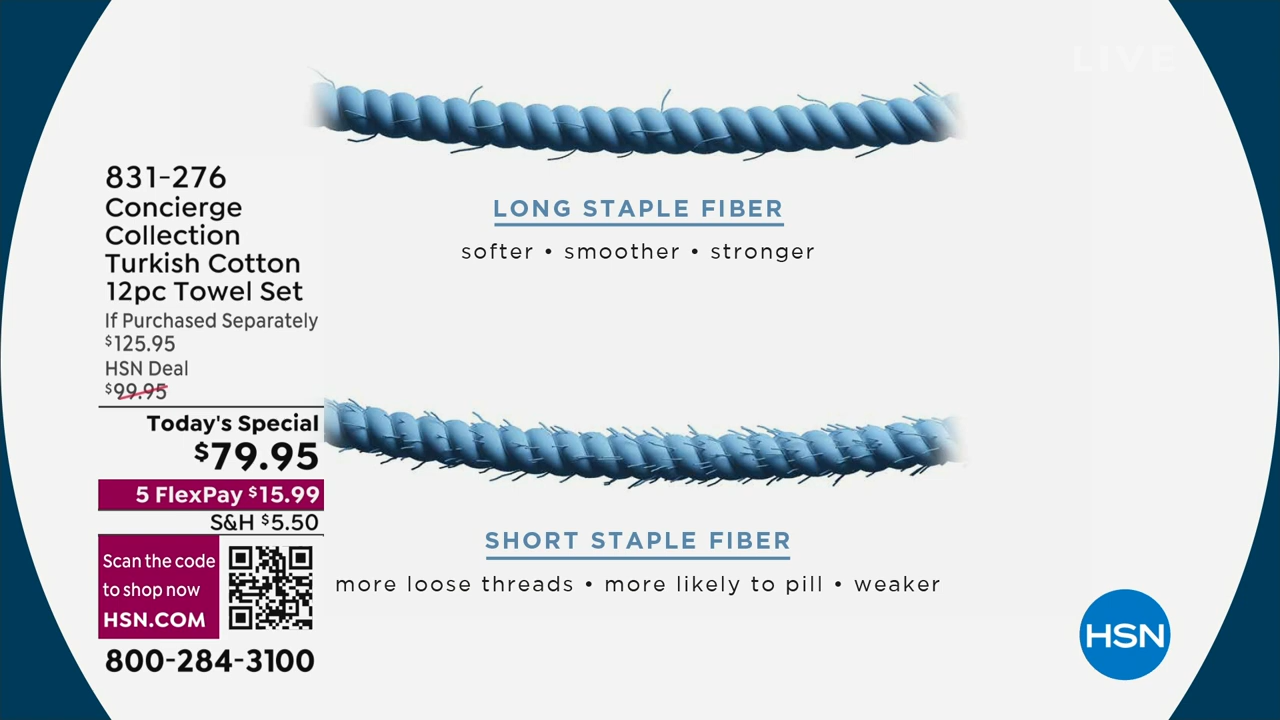 LIVE
831-276
Concierge
Collection
Turkish Cotton
12pc Towel Set
If Purchased Separately
$125.95
HSN Deal
$99.95
Today's Special
$79.95
5 FlexPay $15.99
S&H $5.50
Scan the code
to shop now
HSN.COM
800-284-3100
LONG STAPLE FIBER
softer • smoother • stronger
SHORT STAPLE FIBER
more loose threads • more likely to pill • weaker
HSN